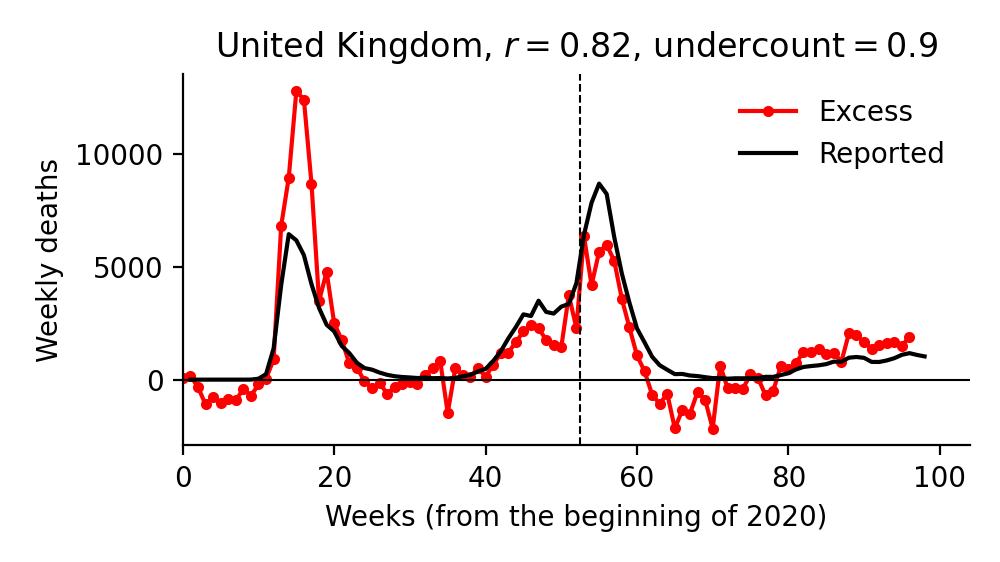 United Kingdom, r = 0.82, undercount = 0.9
Excess
Reported
Weekly deaths
10000
5000
0
0 20 40 60 80 100
Weeks (from the beginning of 2020)